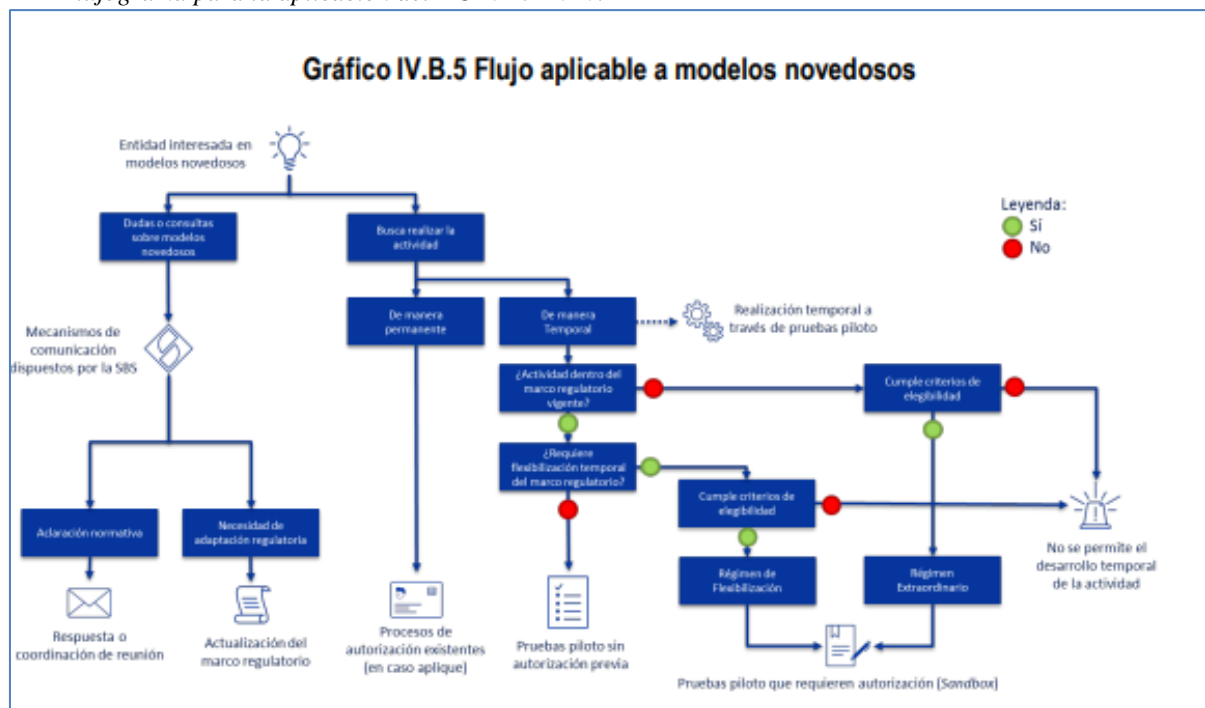 Gráfico IV.B.5 Flujo aplicable a modelos novedosos
Entidad interesada en
modelos novedosos
Dudas o consultas
sobre modelos
novedosos
Busca realizar la
actividad
Leyenda:
Sí
No
Mecanismos de
comunicación
dispuestos por la SBS
De manera
permanente
De manera
Temporal
Realización temporal a
través de pruebas piloto
¿Actividad dentro del
marco regulatorio
vigente?
Cumple criterios de
elegibilidad
¿Requiere
flexibilización temporal
del marco regulatorio?
Cumple criterios de
elegibilidad
Aclaración normativa
Necesidad de
adaptación regulatoria
Régimen de
Flexibilización
Régimen
Extraordinario
No se permite el
desarrollo temporal
de la actividad
Respuesta o
coordinación de reunión
Actualización del
marco regulatorio
Procesos de
autorización existentes
(en caso aplique)
Pruebas piloto sin
autorización previa
Pruebas piloto que requieren autorización (Sandbox)